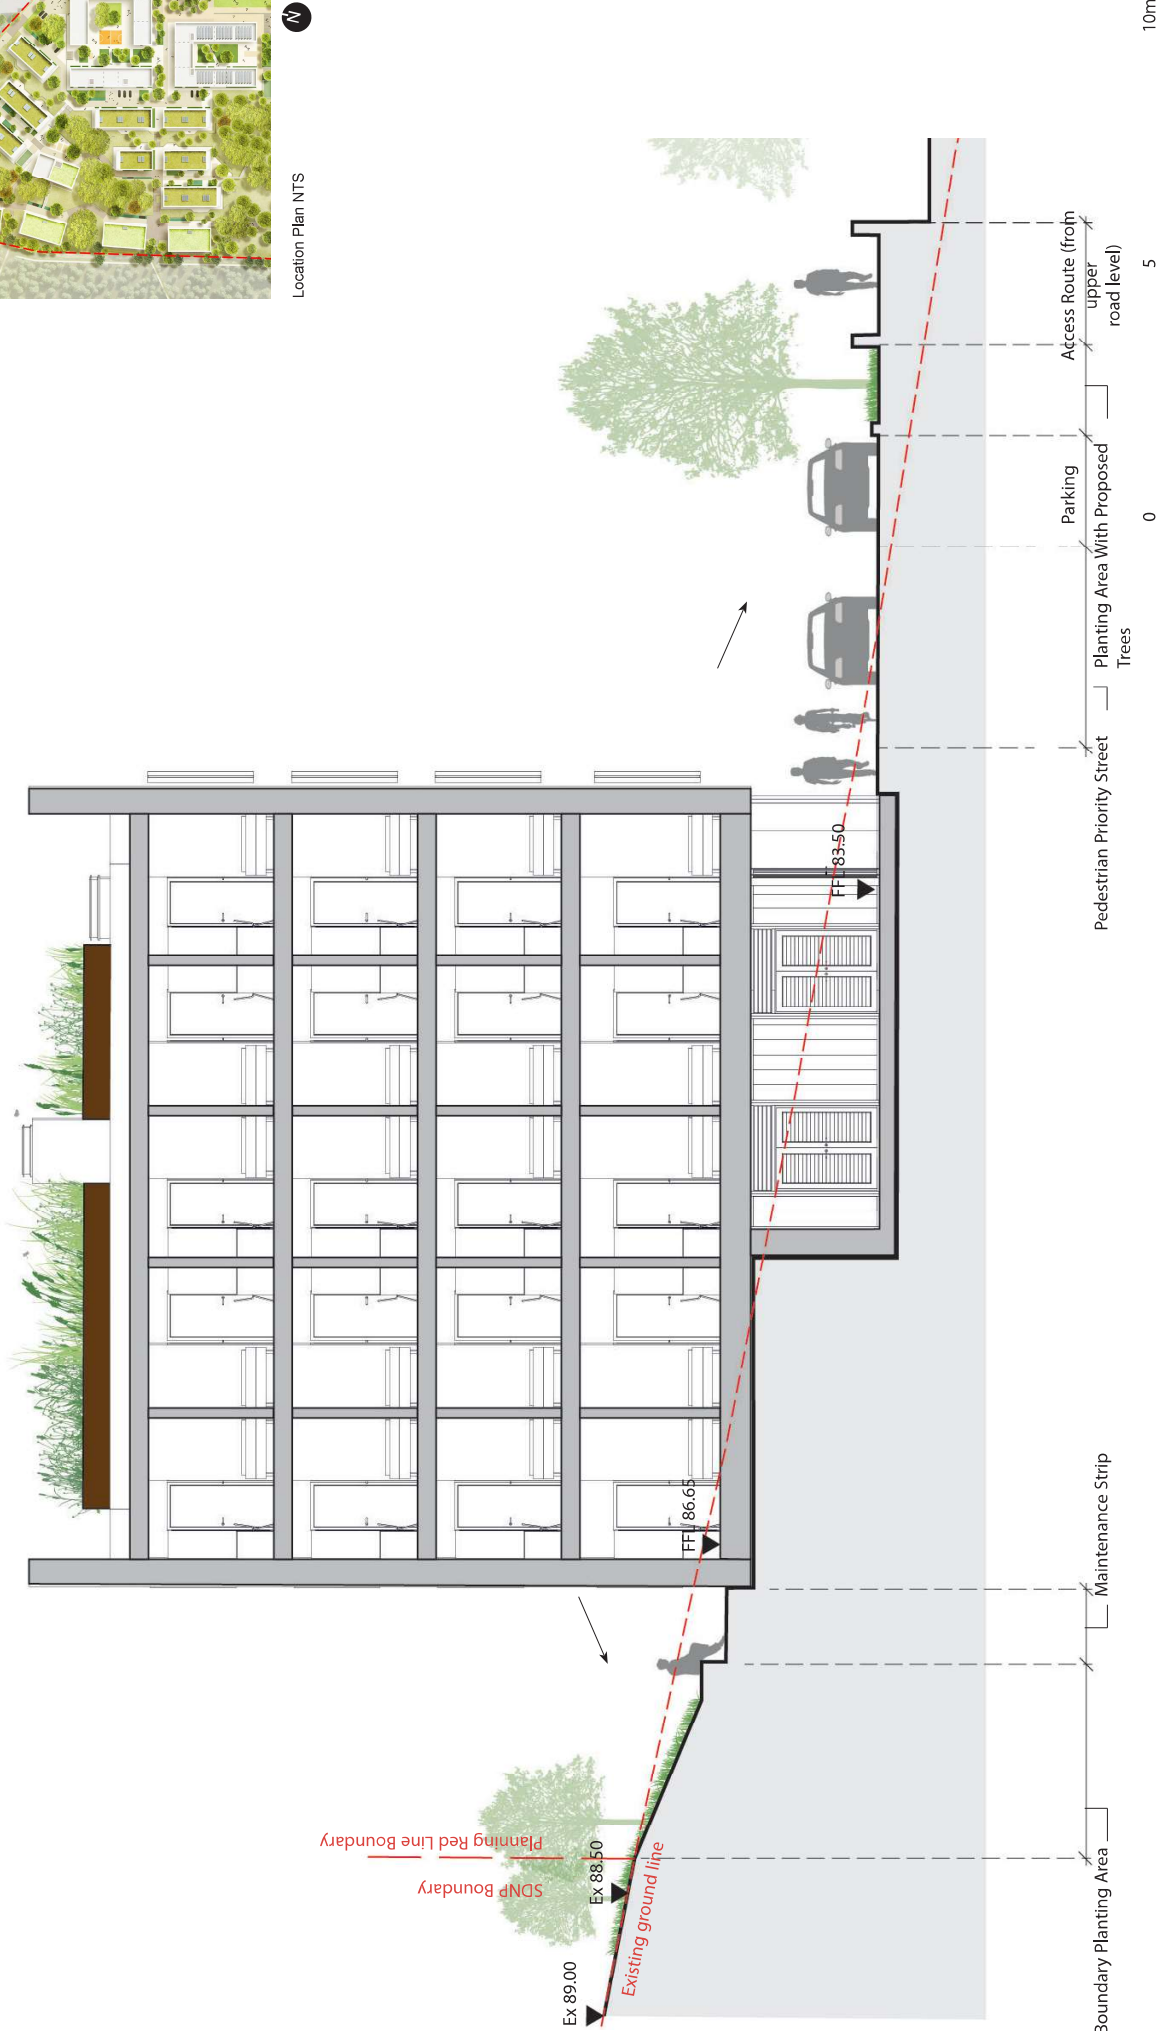 N
Location Plan NTS
Planning Red Line Boundary
SDNP Boundary
Ex 89.00
Ex 88.50
Existing ground line
FFL 86.65
FFL 83.50
Boundary Planting Area
Maintenance Strip
Pedestrian Priority Street
Planting Area With Proposed
Trees
Parking
Access Route (from
upper
road level)
0
5
10m